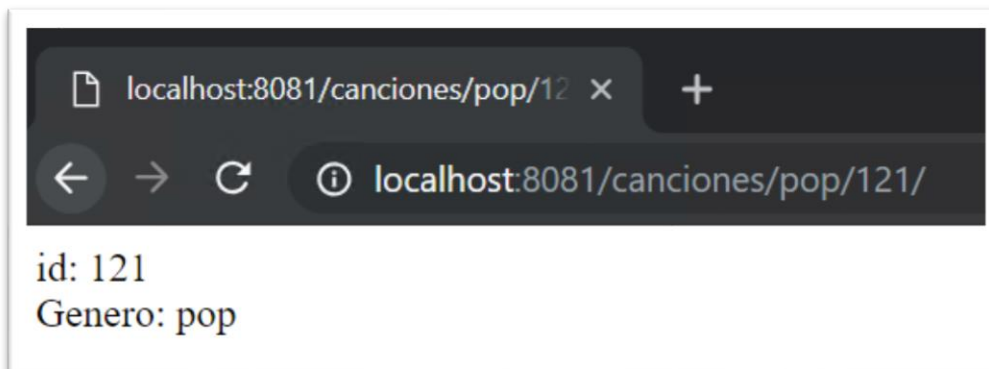 localhost:8081/canciones/pop/12
localhost:8081/canciones/pop/121/
id: 121
Genero: pop